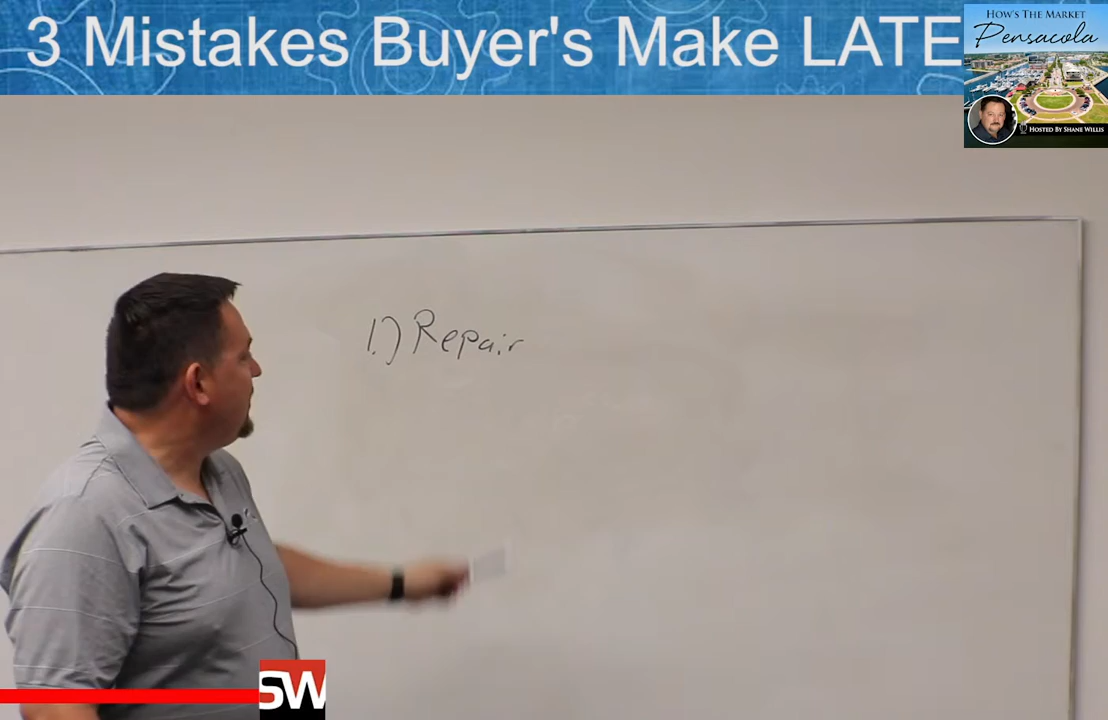 3 Mistakes Buyer's Make LATE
How's The Market
Pensacola
Hosted By Shane Willis
1.) Repair
SW